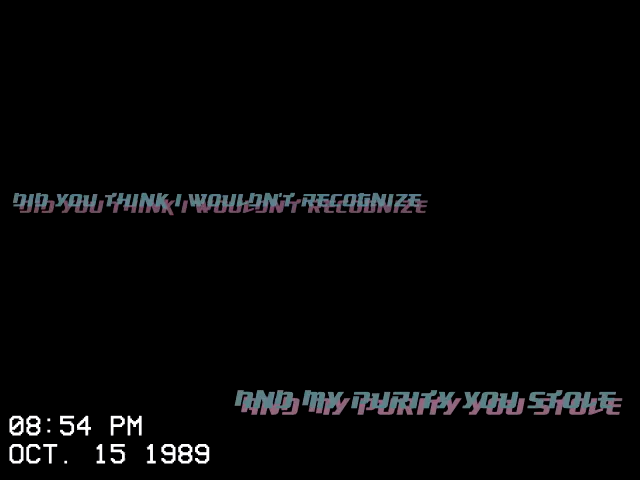 DID YOU THINK I WOULDN'T RECOGNIZE
AND MY PURITY YOU STOLE
08:54 PM
OCT. 15 1989